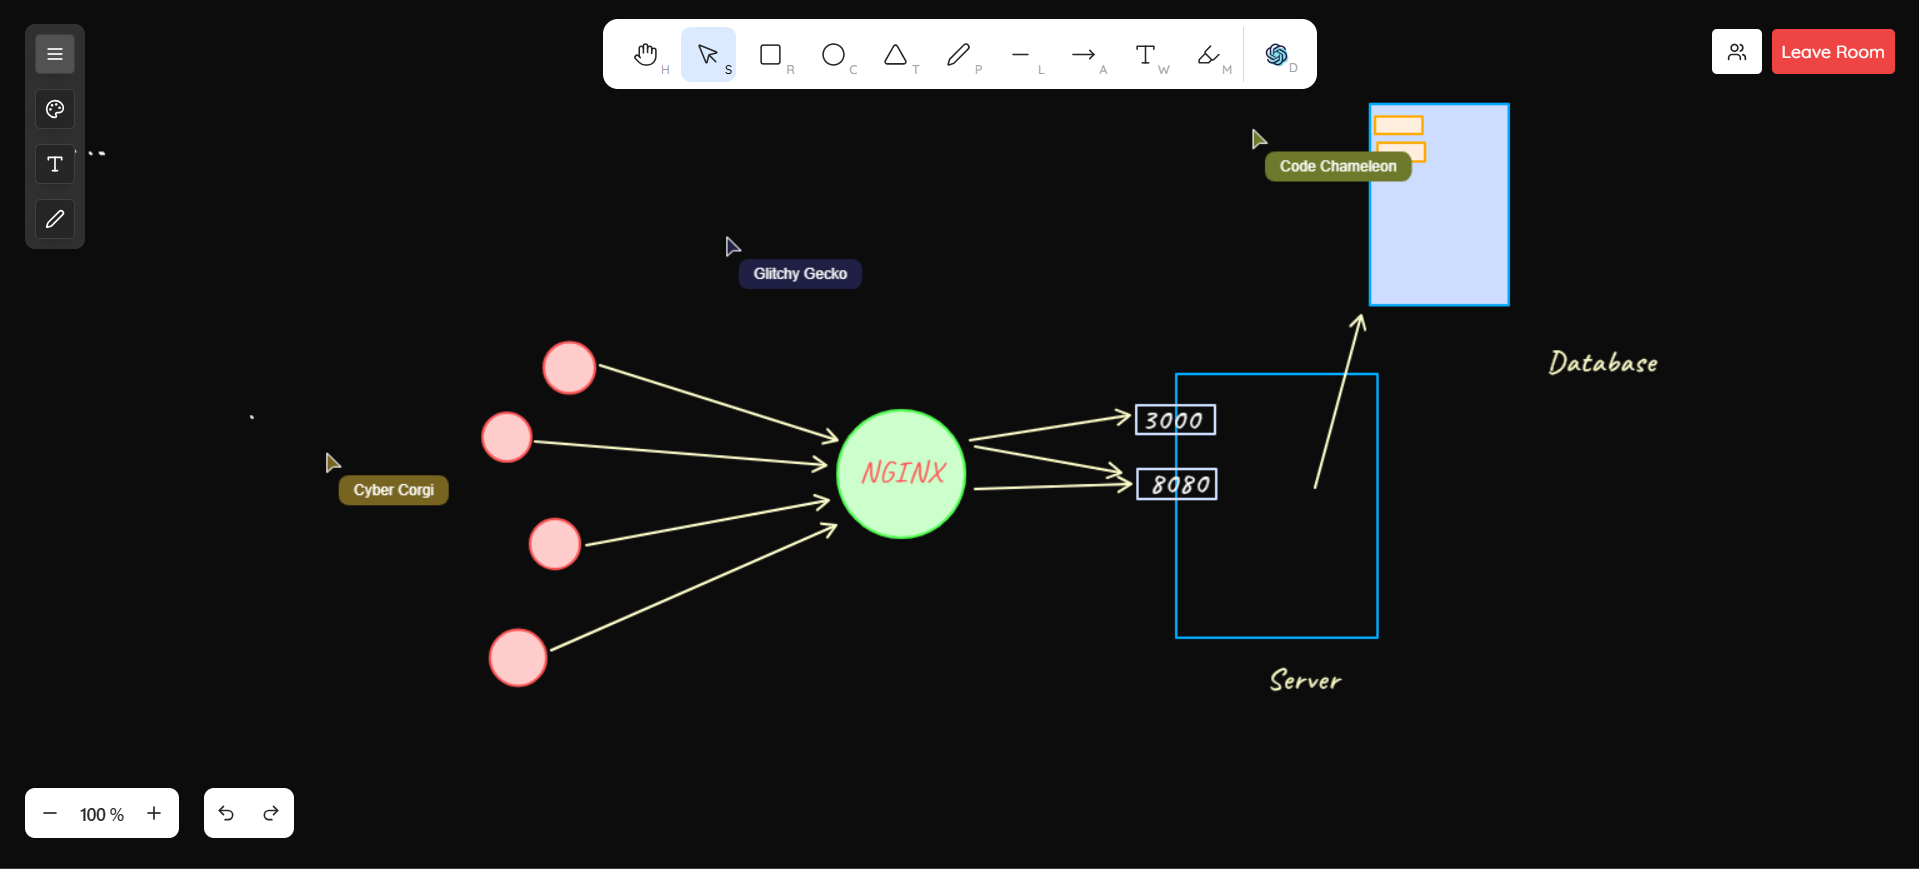 H
S
R
C
T
P
L
A
W
M
D
Leave Room
T
Code Chameleon
Glitchy Gecko
Database
3000
NGINX
8080
Cyber Corgi
Server
100 %